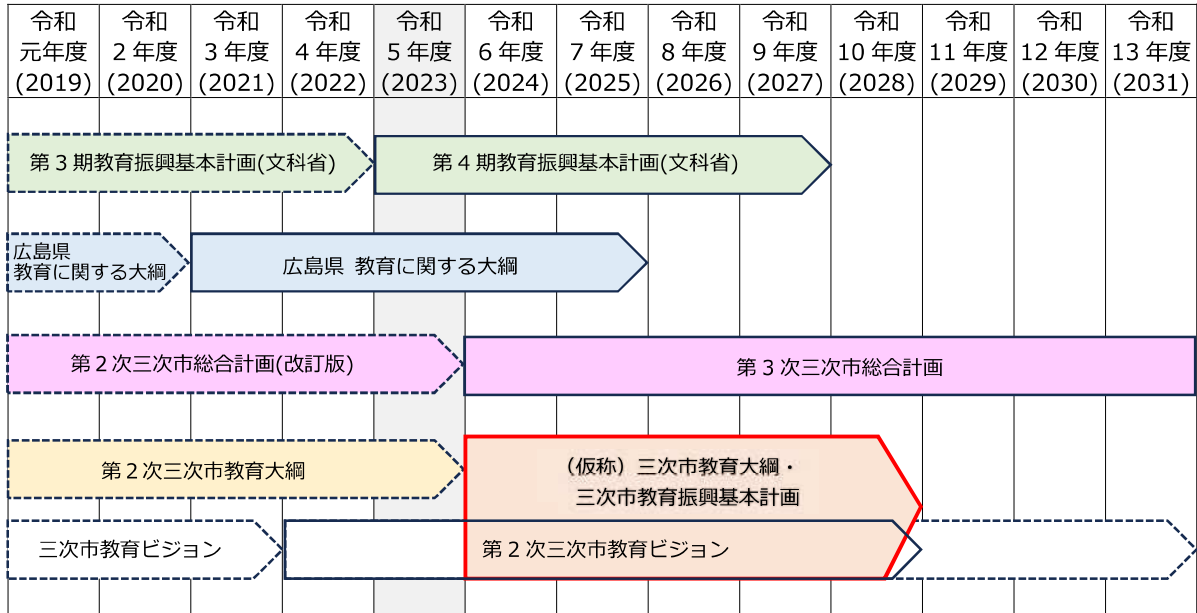 令和 令和 令和 令和 令和 令和 令和 令和 令和 令和 令和 令和 令和
元年度 2年度 3年度 4年度 5年度 6年度 7年度 8年度 9年度 10年度 11年度 12年度 13年度
(2019) (2020) (2021) (2022) (2023) (2024) (2025) (2026) (2027) (2028) (2029) (2030) (2031)
第3期教育振興基本計画(文科省) 第4期教育振興基本計画(文科省)
広島県
教育に関する大綱 広島県 教育に関する大綱
第2次三次市総合計画(改訂版) 第3次三次市総合計画
第2次三次市教育大綱
(仮称)三次市教育大綱・
三次市教育振興基本計画
三次市教育ビジョン 第2次三次市教育ビジョン